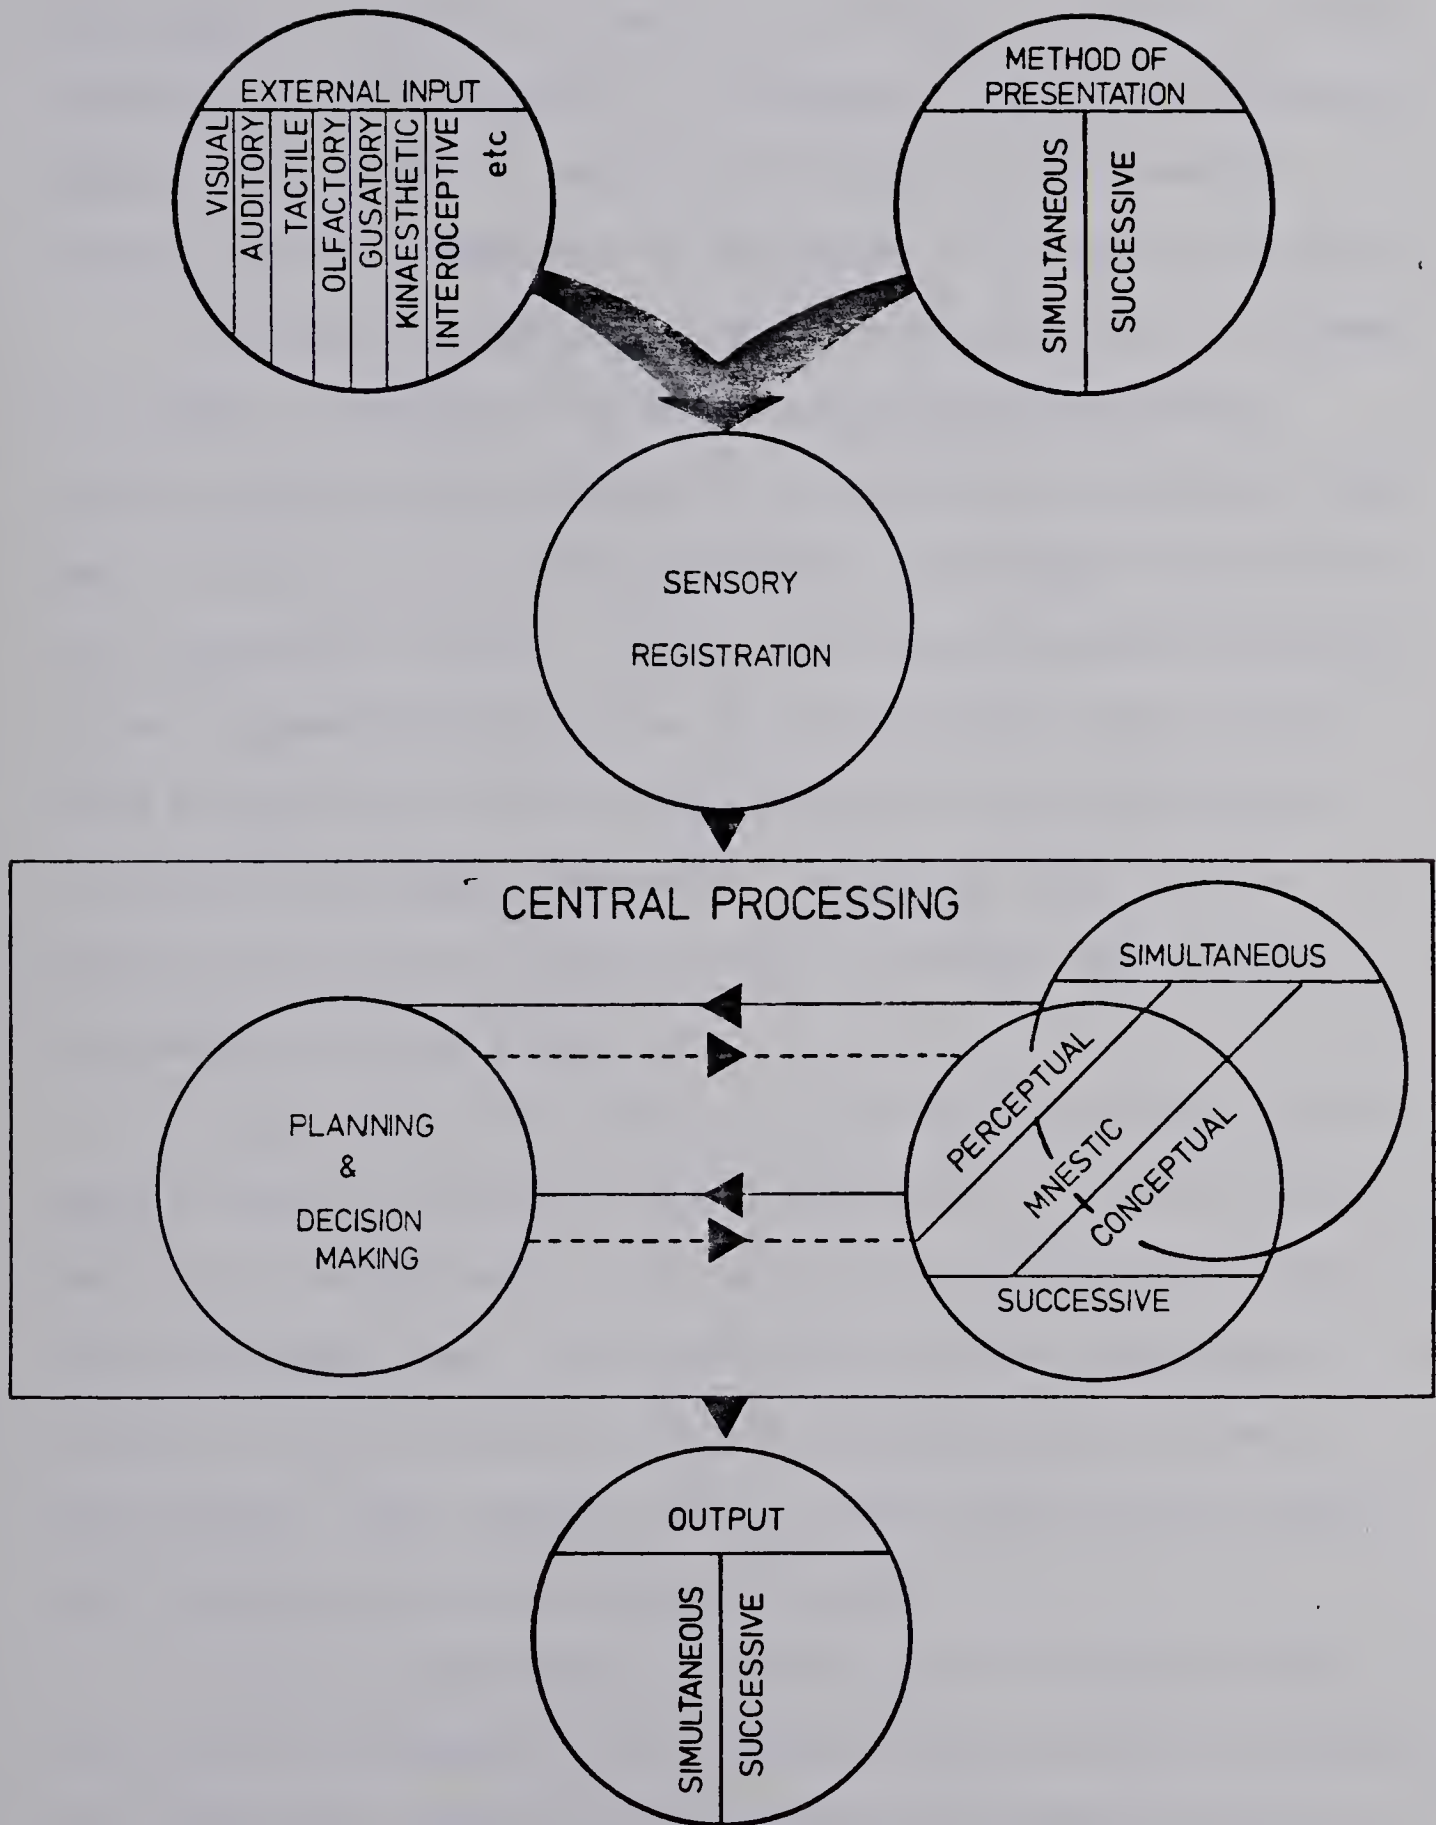 EXTERNAL INPUT
VISUAL
AUDITORY
TACTILE
OLFACTORY
GUSATORY
KINAESTHETIC
INTEROCEPTIVE
etc
METHOD OF
PRESENTATION
SIMULTANEOUS
SUCCESSIVE
SENSORY
REGISTRATION
CENTRAL PROCESSING
PLANNING
&
DECISION
MAKING
SIMULTANEOUS
PERCEPTUAL
MNESTIC
CONCEPTUAL
SUCCESSIVE
OUTPUT
SIMULTANEOUS
SUCCESSIVE